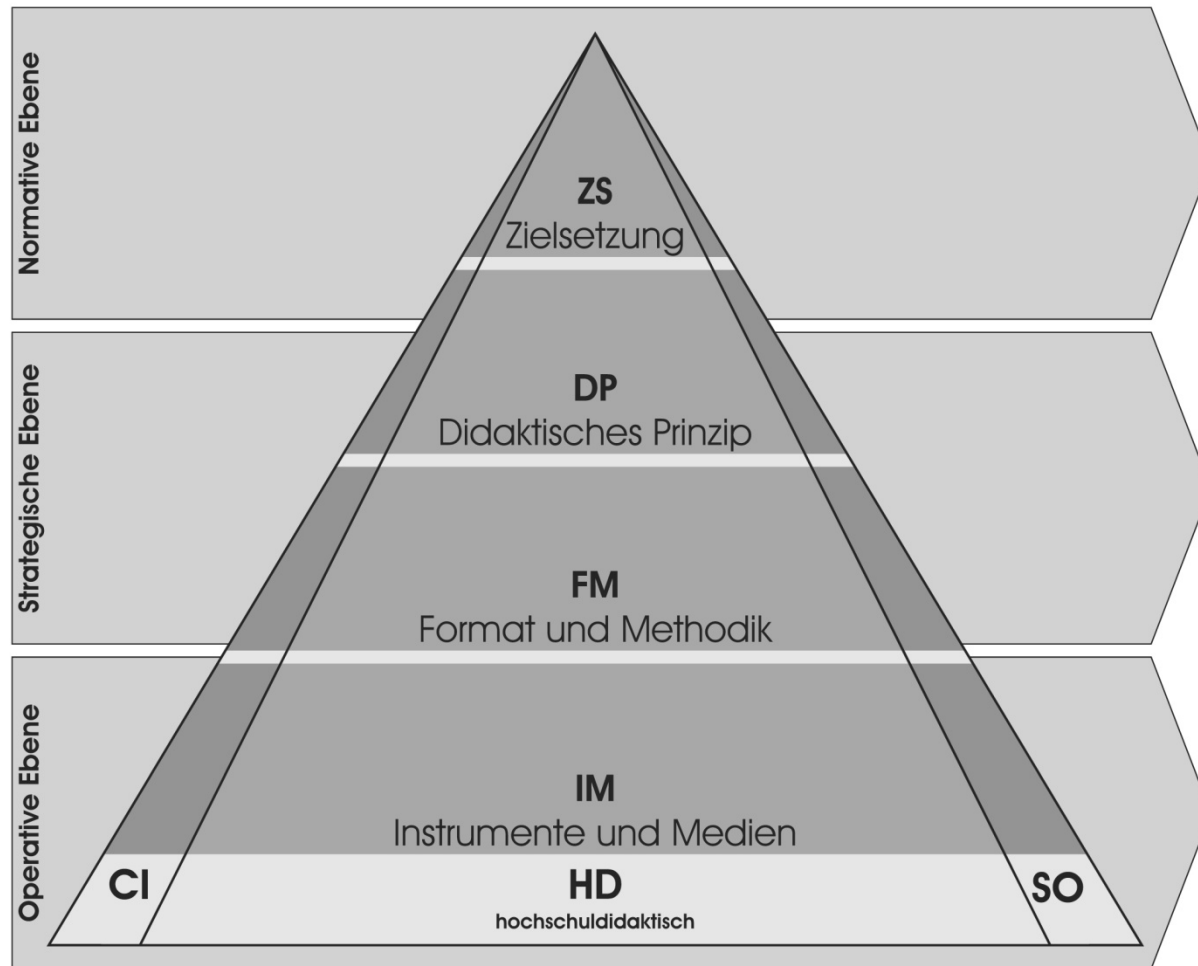 Normative Ebene
ZS
Zielsetzung
Strategische Ebene
DP
Didaktisches Prinzip
FM
Format und Methodik
Operative Ebene
IM
Instrumente und Medien
CI
HD
SO
hochschuldidaktisch